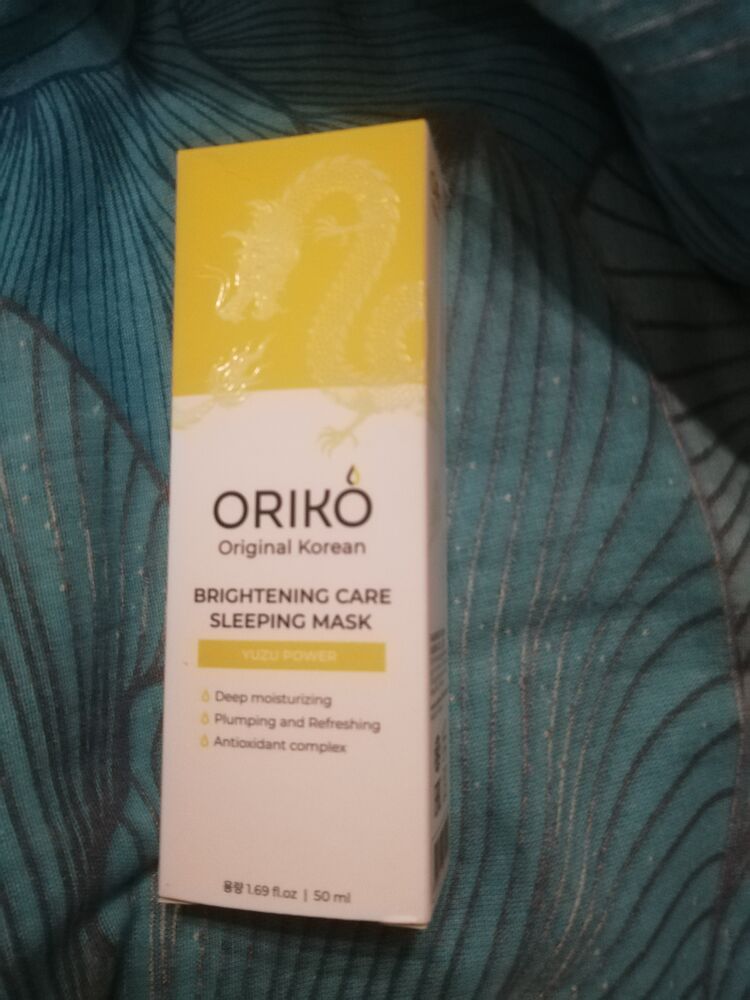 ORIKO
Original Korean
BRIGHTENING CARE
SLEEPING MASK
YUZU POWER
Deep moisturizing
Plumping and Refreshing
Antioxidant complex
용량 1.69 fl.oz | 50 ml